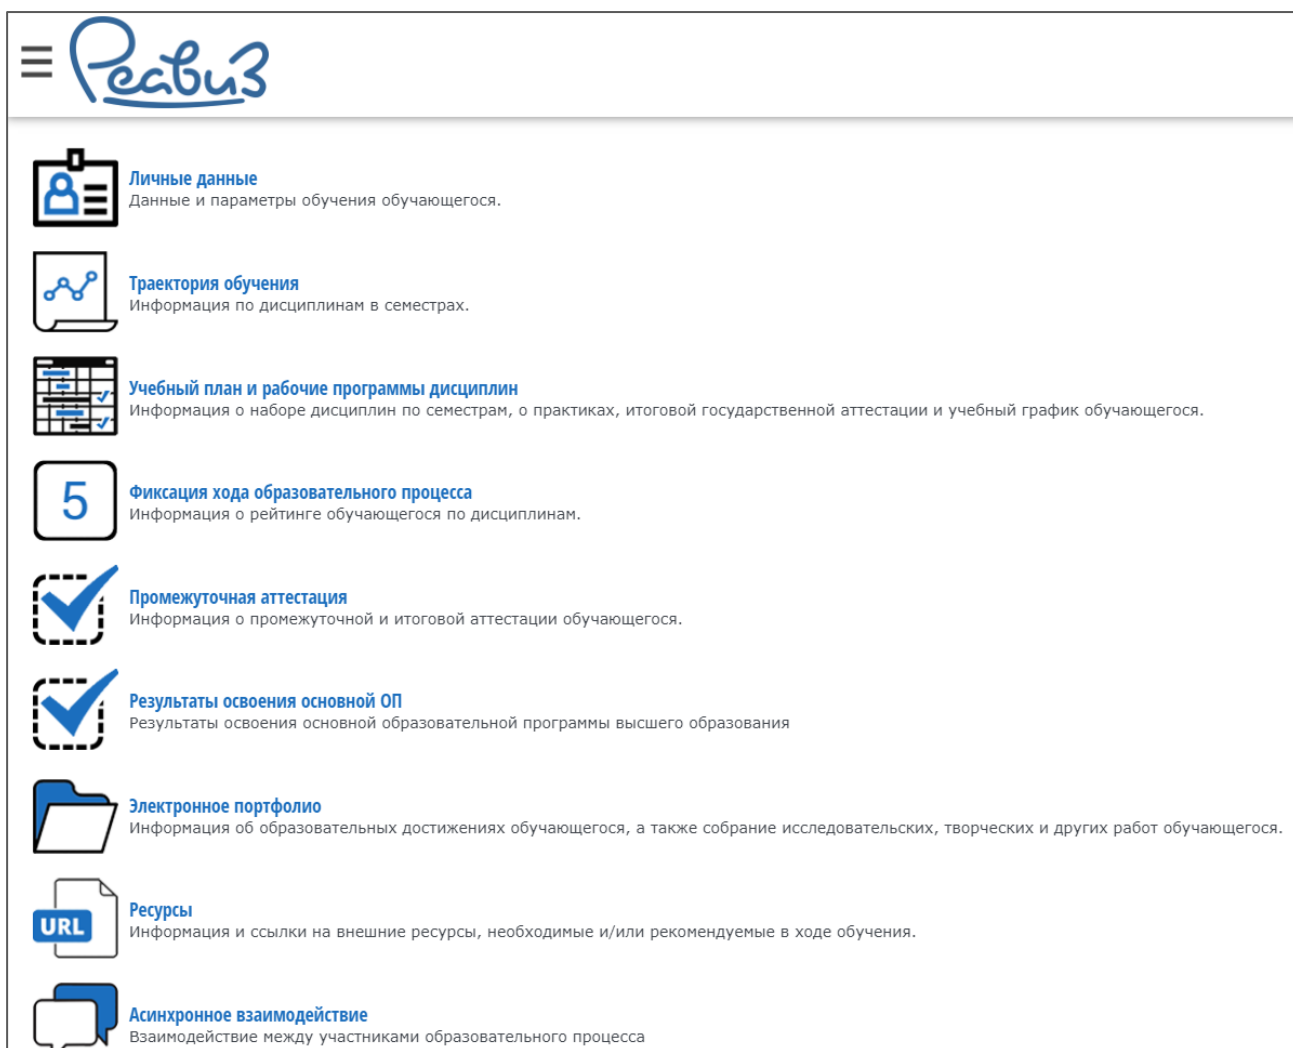 Реавиз
Личные данные
Данные и параметры обучения обучающегося.
Траектория обучения
Информация по дисциплинам в семестрах.
Учебный план и рабочие программы дисциплин
Информация о наборе дисциплин по семестрам, о практиках, итоговой государственной аттестации и учебный график обучающегося.
5
Фиксация хода образовательного процесса
Информация о рейтинге обучающегося по дисциплинам.
Промежуточная аттестация
Информация о промежуточной и итоговой аттестации обучающегося.
Результаты освоения основной ОП
Результаты освоения основной образовательной программы высшего образования
Электронное портфолио
Информация об образовательных достижениях обучающегося, а также собрание исследовательских, творческих и других работ обучающегося.
URL
Ресурсы
Информация и ссылки на внешние ресурсы, необходимые и/или рекомендуемые в ходе обучения.
Асинхронное взаимодействие
Взаимодействие между участниками образовательного процесса